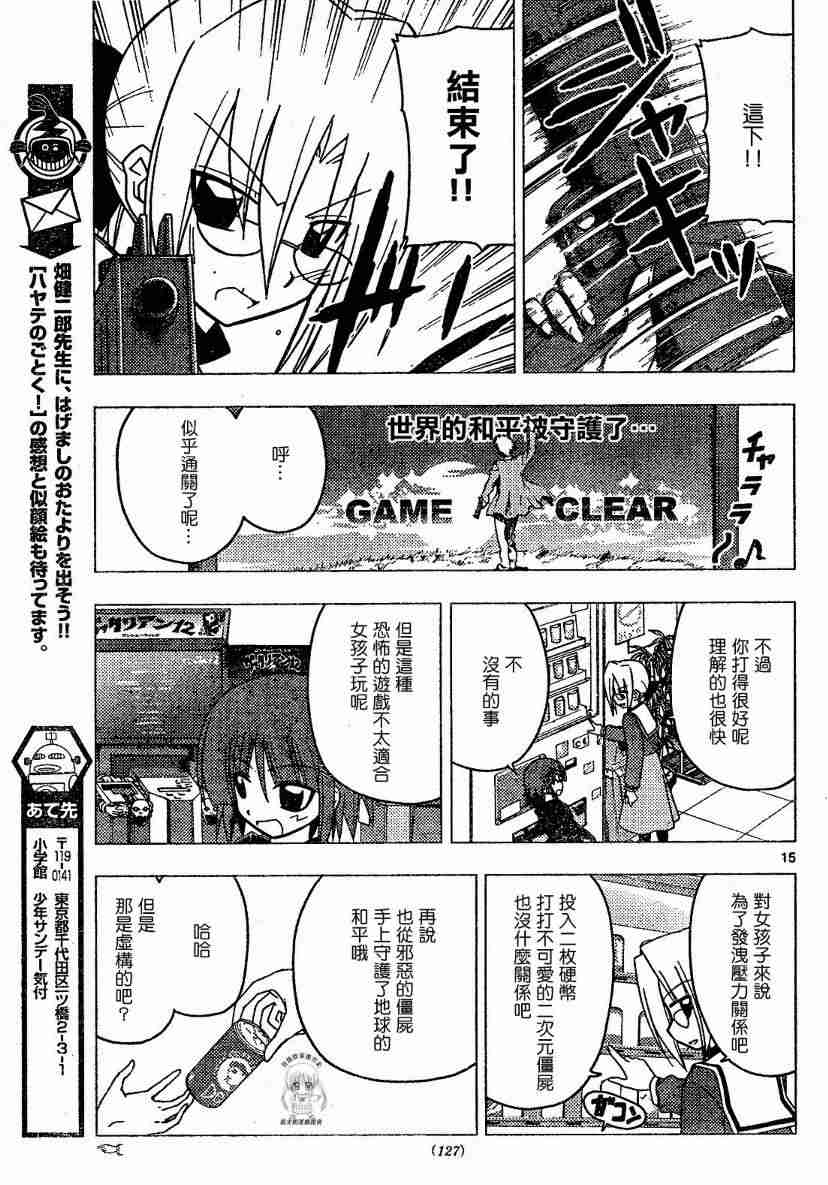 這下!!
ジャキ
結束了!!
世界的和平被守護了…
GAME CLEAR
チャララ〜♪
呼…
似乎通關了呢…
不過
你打得很好呢
理解的也很快
不
沒有的事
但是這種
恐怖的遊戲不太適合
女孩子玩呢
12
15
對女孩子來說
為了發洩壓力關係吧
投入二枚硬幣
打打不可愛的二次元僵屍
也沒什麼關係吧
ガコン
再說
也從邪惡的僵屍
手上守護了地球的
和平哦
哈哈
但是
那是虛構的吧?
(127)
畑健二郎先生に、はげましのおたよりを出そう!!
【ハヤテのごとく!】の感想と似顔絵も待ってます。
あて先
〒119-0141
東京都千代田区一ツ橋2-3-1
小学館 少年サンデー気付